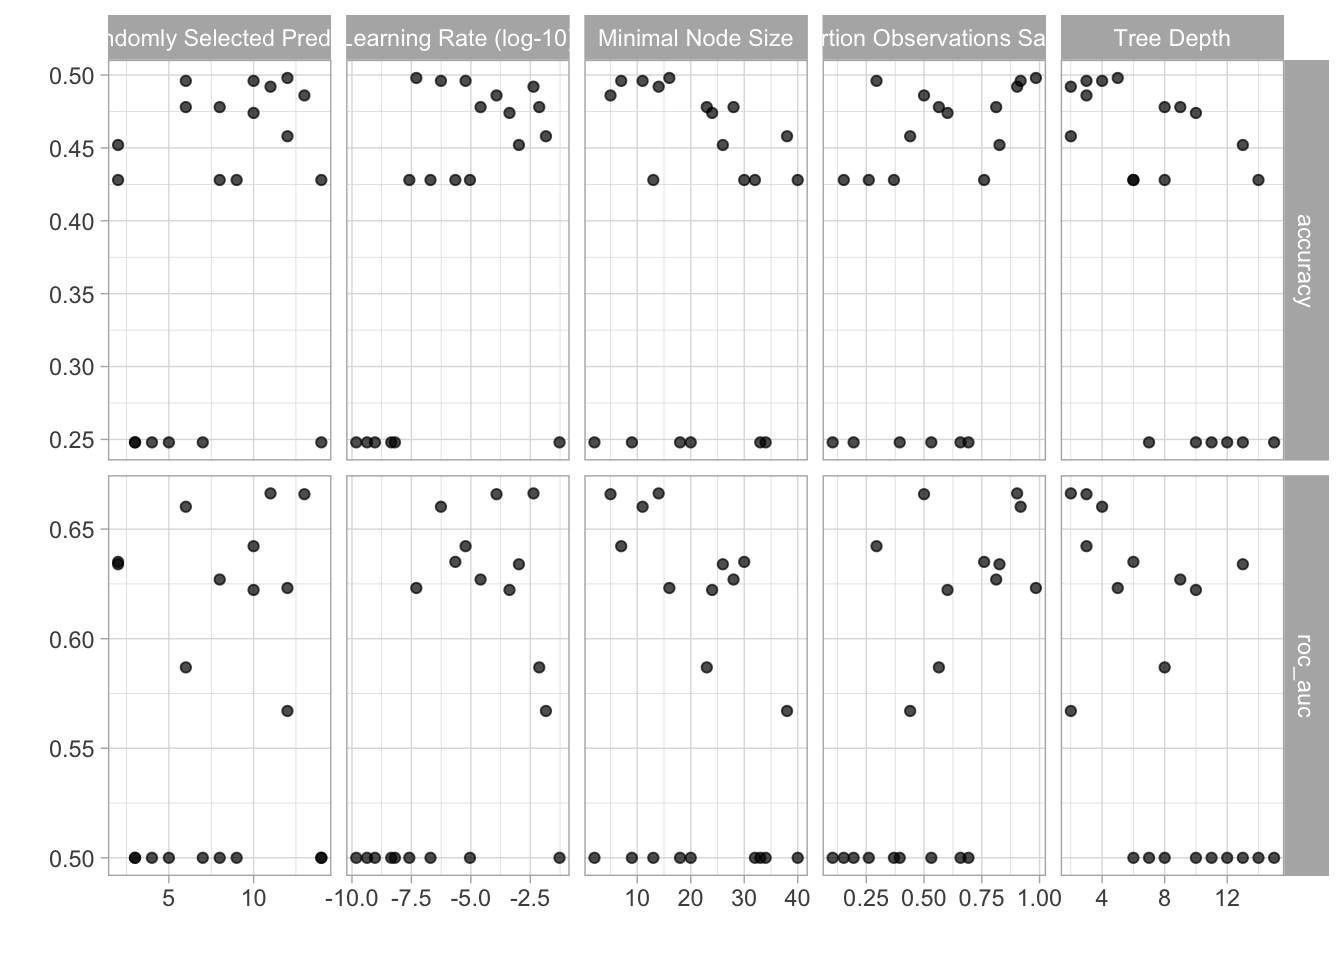 ndomly Selected Pred
Learning Rate (log-10)
Minimal Node Size
rtion Observations Sa
Tree Depth
0.50
0.45
0.40
0.35
0.30
0.25
accuracy
0.65
0.60
0.55
0.50
roc_auc
5 10
-10.0 -7.5 -5.0 -2.5
10 20 30 40
0.25 0.50 0.75 1.00
4 8 12